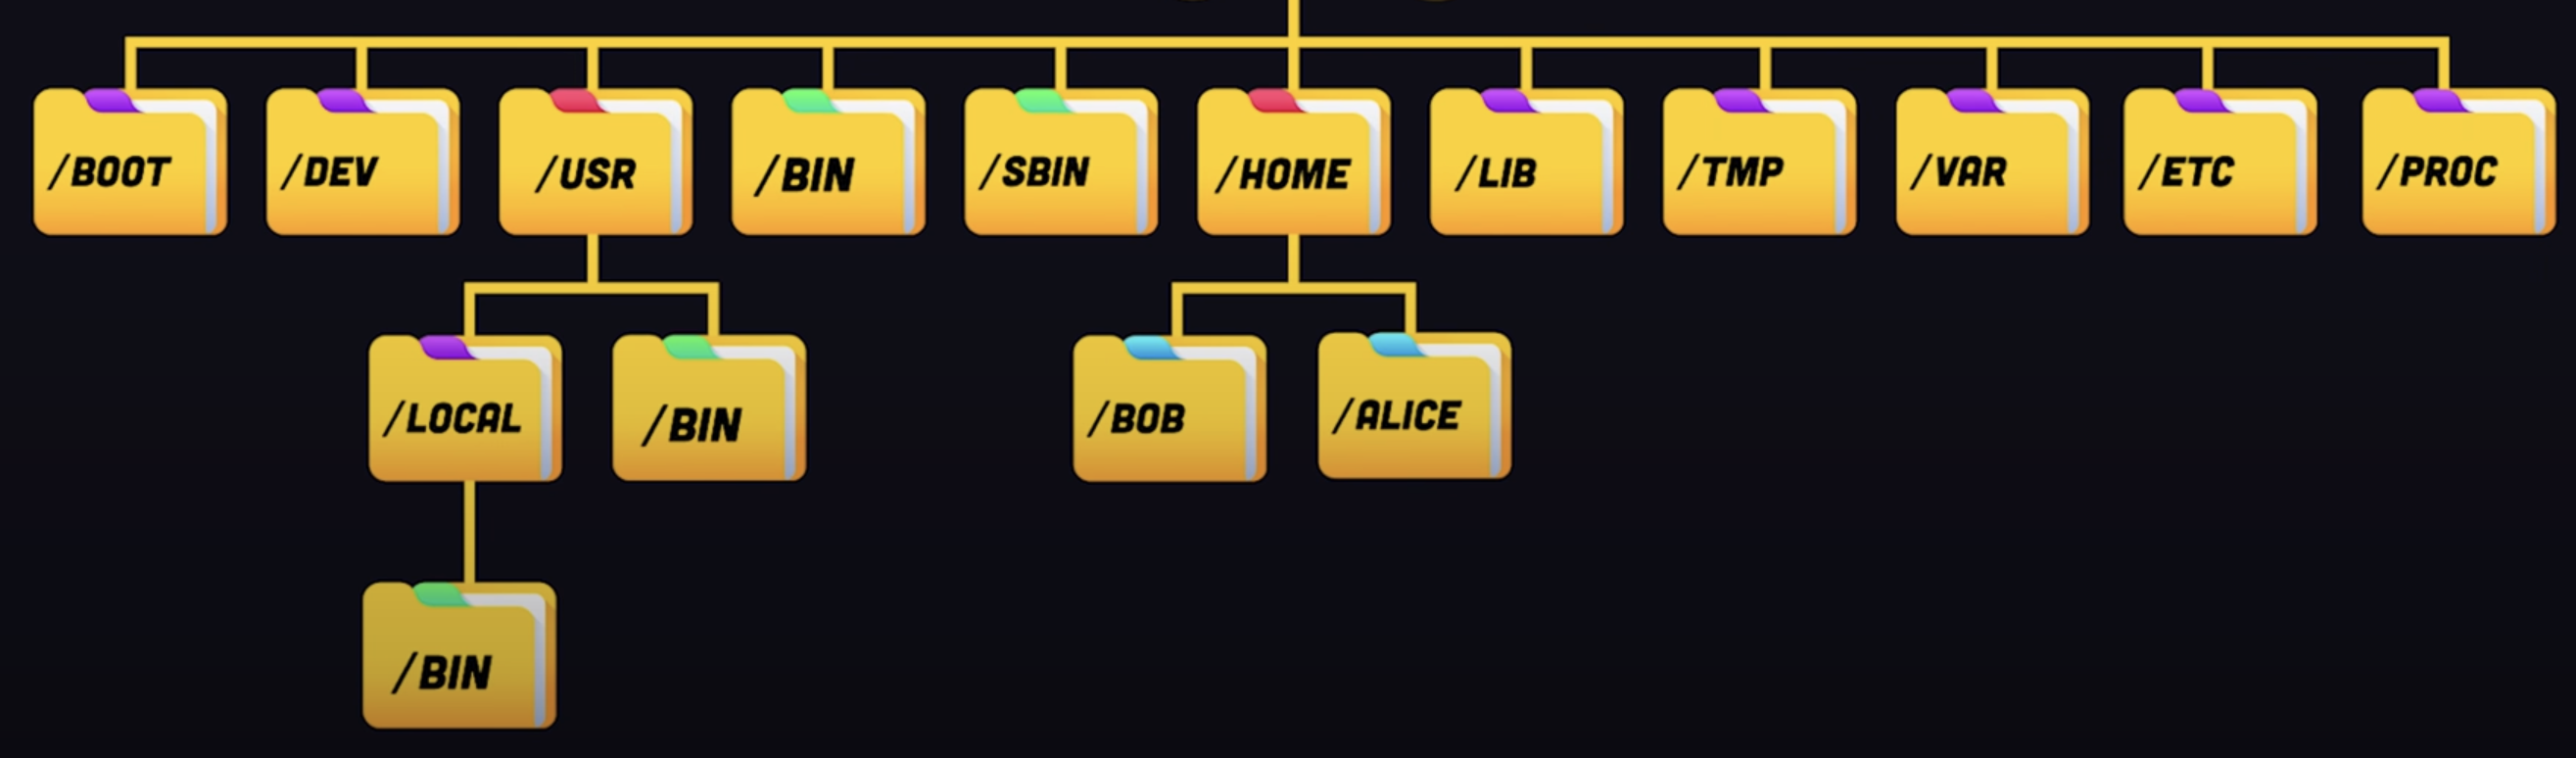 /BOOT
/DEV
/USR
/BIN
/SBIN
/HOME
/LIB
/TMP
/VAR
/ETC
/PROC
/LOCAL
/BIN
/BOB
/ALICE
/BIN